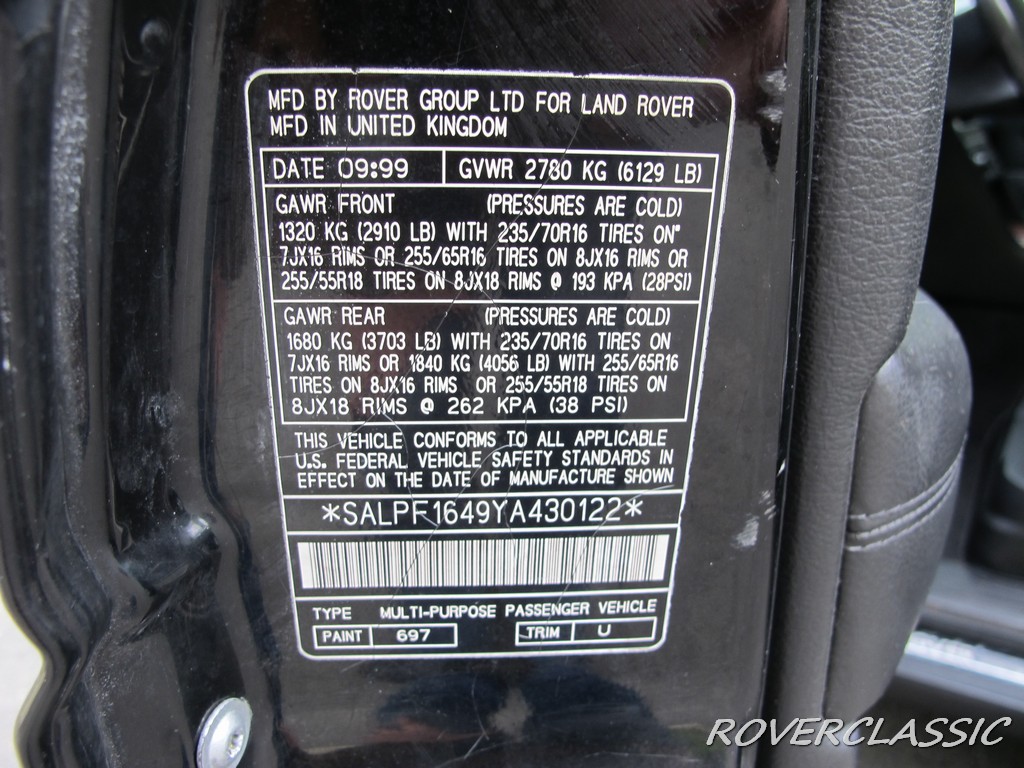 MFD BY ROVER GROUP LTD FOR LAND ROVER
MFD IN UNITED KINGDOM
DATE 09:99 GVWR 2780 KG (6129 LB)
GAWR FRONT (PRESSURES ARE COLD)
1320 KG (2910 LB) WITH 235/70R16 TIRES ON
7JX16 RIMS OR 255/65R16 TIRES ON 8JX16 RIMS OR
255/55R18 TIRES ON 8JX18 RIMS @ 193 KPA (28PSI)
GAWR REAR (PRESSURES ARE COLD)
1680 KG (3703 LB) WITH 235/70R16 TIRES ON
7JX16 RIMS OR 1840 KG (4056 LB) WITH 255/65R16
TIRES ON 8JX16 RIMS OR 255/55R18 TIRES ON
8JX18 RIMS @ 262 KPA (38 PSI)
THIS VEHICLE CONFORMS TO ALL APPLICABLE
U.S. FEDERAL VEHICLE SAFETY STANDARDS IN
EFFECT ON THE DATE OF MANUFACTURE SHOWN
*SALPF1649YA430122*
TYPE MULTI-PURPOSE PASSENGER VEHICLE
PAINT 697 TRIM U
ROVERCLASSIC